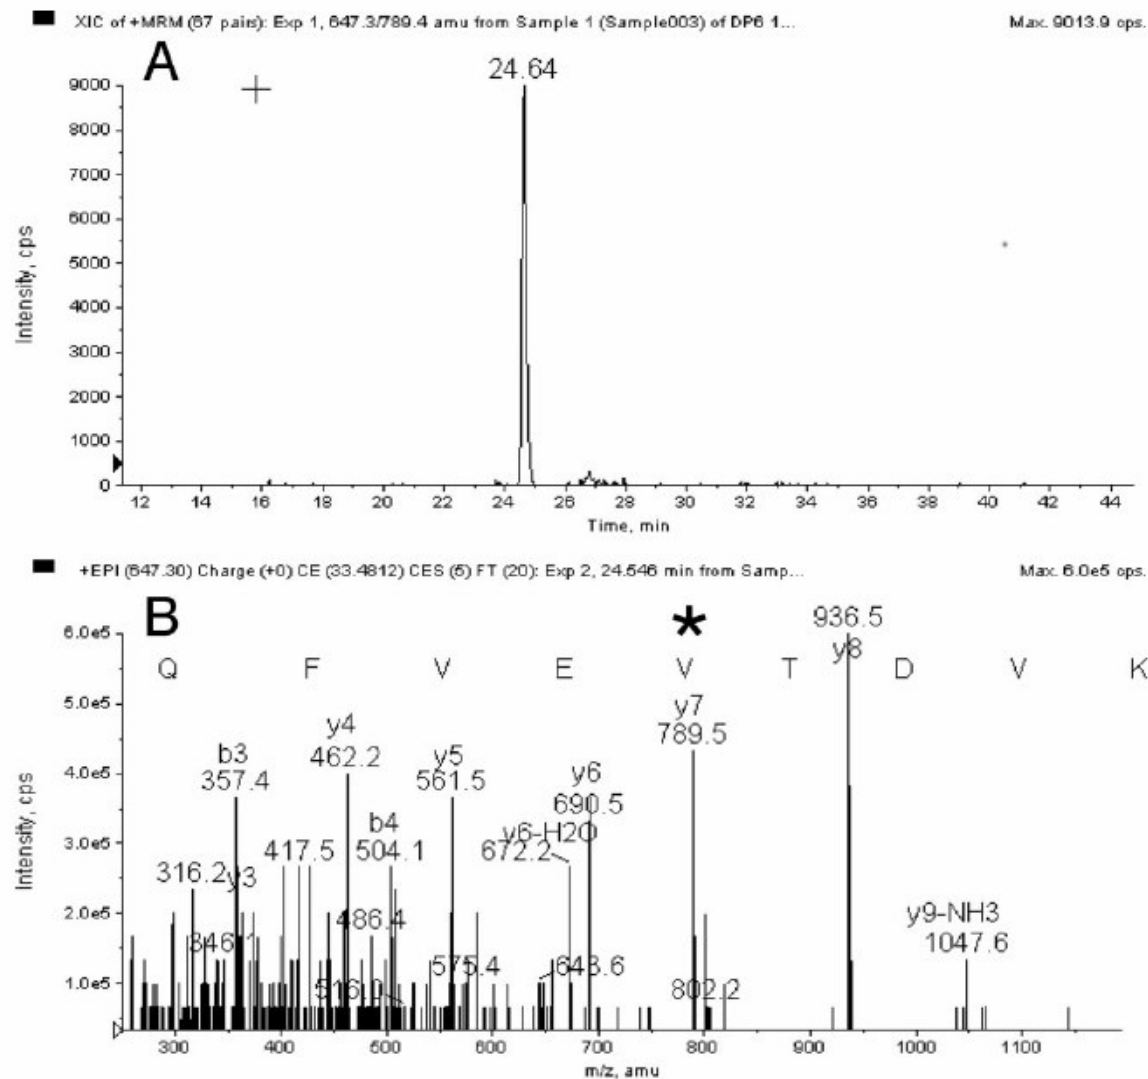 XIC of +MRM (67 pairs): Exp 1, 647.3/789.4 amu from Sample 1 (Sample003) of DP6 1... Max. 9013.9 cps.
A
24.64
9000
8000
7000
6000
5000
4000
3000
2000
1000
0
Intensity, cps
12 14 16 18 20 22 24 26 28 30 32 34 36 38 40 42 44
Time, min
+EPI (647.30) Charge (+0) CE (33.4812) CES (5) FT (20): Exp 2, 24.546 min from Samp... Max. 6.0e5 cps.
B
*
936.5
y8
Q F V E V T D V K
y7
789.5
y4
462.2
b3
357.4
y5
561.5
y6
690.5
b4
504.1
y6-H2O
672.2
417.5
316.2
y3
346.1
486.4
575.4
643.6
516.0
802.2
y9-NH3
1047.6
6.0e5
5.0e5
4.0e5
3.0e5
2.0e5
1.0e5
Intensity, cps
300 400 500 600 700 800 900 1000 1100
m/z, amu